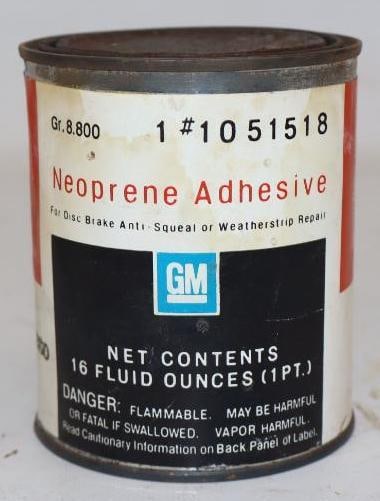 Gr. 8.800 1 #1051518
Neoprene Adhesive
For Disc Brake Anti-Squeal or Weatherstrip Repair
GM
NET CONTENTS
16 FLUID OUNCES (1 PT.)
DANGER: FLAMMABLE. MAY BE HARMFUL
OR FATAL IF SWALLOWED. VAPOR HARMFUL.
Read Cautionary Information on Back Panel of Label.